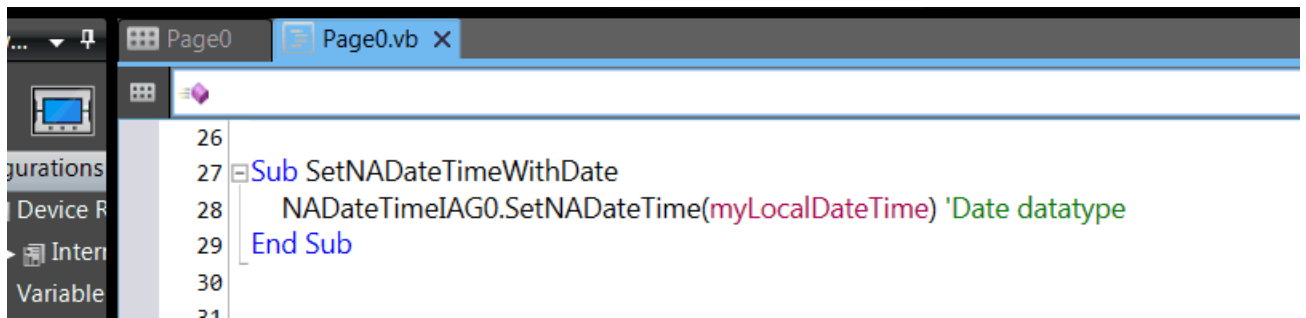 Page0
Page0.vb
26
gurations
27 Sub SetNADateTimeWithDate
Device R
28 NADateTimeIAG0.SetNADateTime(myLocalDateTime) 'Date datatype
Intern
29 End Sub
Variable
30
31